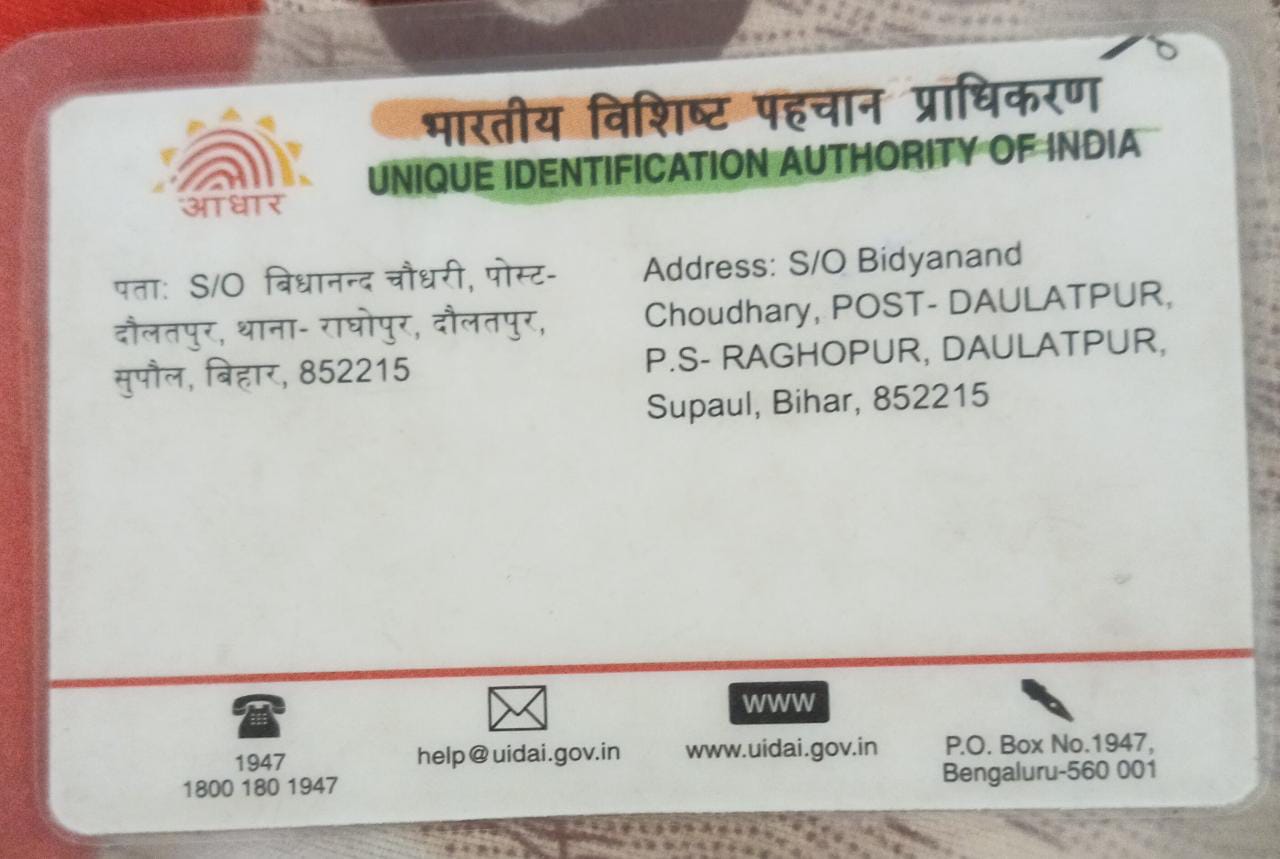 भारतीय विशिष्ट पहचान प्राधिकरण
UNIQUE IDENTIFICATION AUTHORITY OF INDIA
आधार
पता: S/O बिधानन्द चौधरी, पोस्ट-
दौलतपुर, थाना- राघोपुर, दौलतपुर,
सुपौल, बिहार, 852215
Address: S/O Bidyanand
Choudhary, POST- DAULATPUR,
P.S- RAGHOPUR, DAULATPUR,
Supaul, Bihar, 852215
1947
1800 180 1947
help@uidai.gov.in
www
www.uidai.gov.in
P.O. Box No.1947,
Bengaluru-560 001